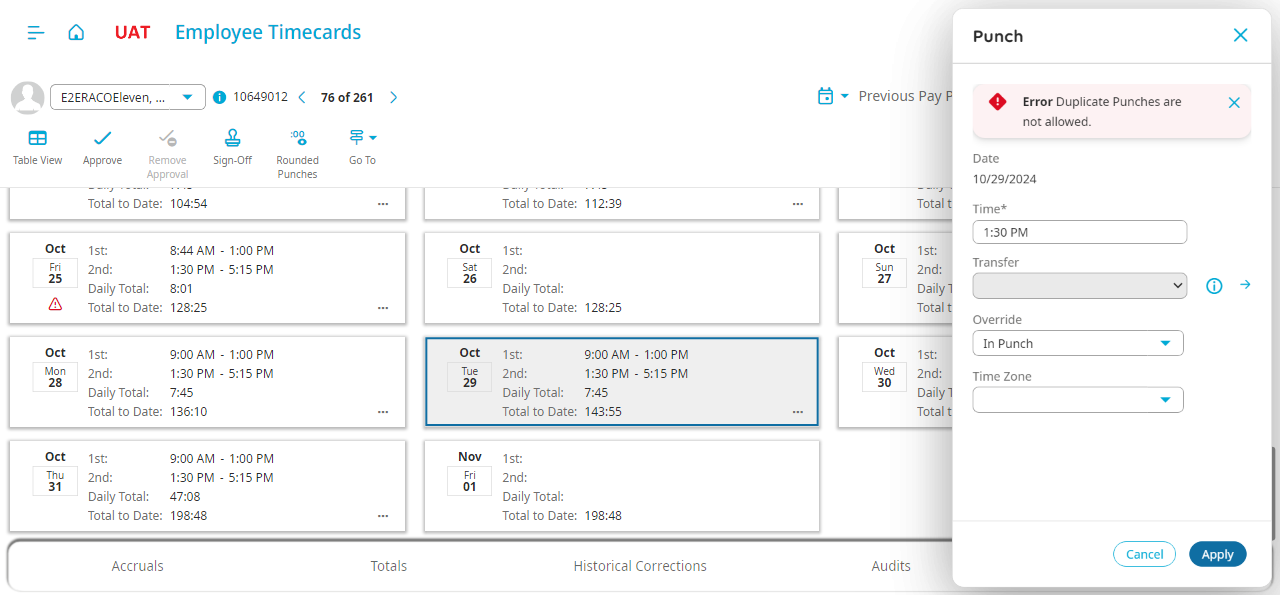 UAT
Employee Timecards
E2ERACOEleven, ...
10649012
76 of 261
Previous Pay P
Table View
Approve
Remove Approval
Sign-Off
Rounded Punches
Go To
Total to Date: 104:54 ...
Total to Date: 112:39 ...
Oct
Fri
25
1st: 8:44 AM - 1:00 PM
2nd: 1:30 PM - 5:15 PM
Daily Total: 8:01
Total to Date: 128:25 ...
Oct
Sat
26
1st:
2nd:
Daily Total:
Total to Date: 128:25
Oct
Sun
27
1st:
2nd:
Daily T
Total t
Oct
Mon
28
1st: 9:00 AM - 1:00 PM
2nd: 1:30 PM - 5:15 PM
Daily Total: 7:45
Total to Date: 136:10 ...
Oct
Tue
29
1st: 9:00 AM - 1:00 PM
2nd: 1:30 PM - 5:15 PM
Daily Total: 7:45
Total to Date: 143:55 ...
Oct
Wed
30
1st:
2nd:
Daily T
Total t
Oct
Thu
31
1st: 9:00 AM - 1:00 PM
2nd: 1:30 PM - 5:15 PM
Daily Total: 47:08
Total to Date: 198:48 ...
Nov
Fri
01
1st:
2nd:
Daily Total:
Total to Date: 198:48
Accruals
Totals
Historical Corrections
Audits
Punch
Error Duplicate Punches are
not allowed.
Date
10/29/2024
Time*
1:30 PM
Transfer
Override
In Punch
Time Zone
Cancel
Apply